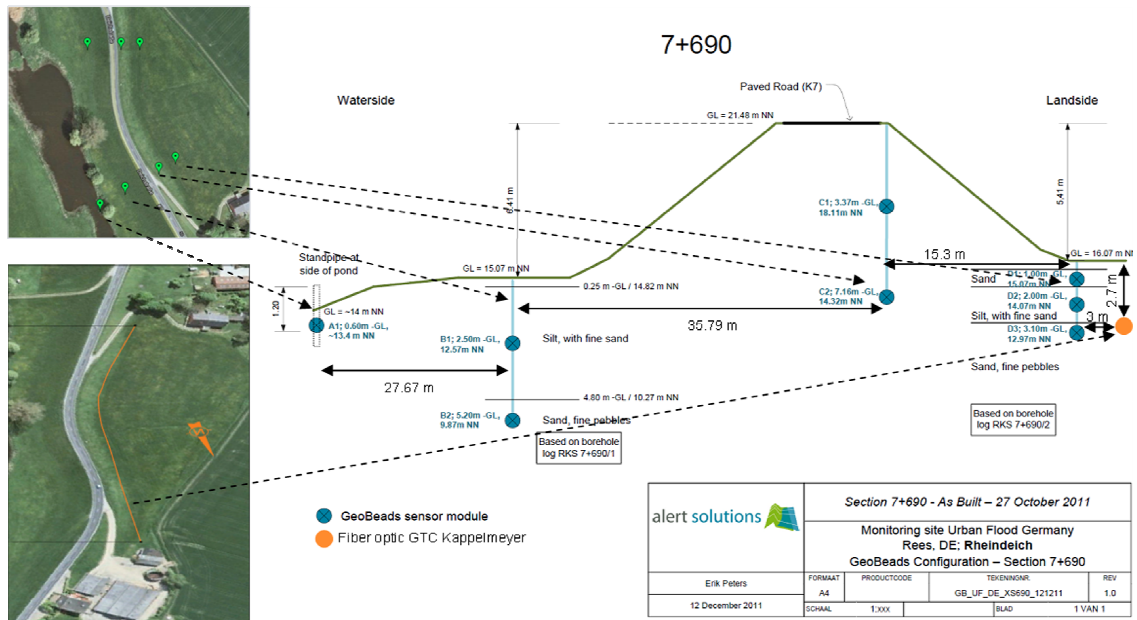 7+690
Paved Road (K7)
Waterside
Landside
GL = 21.48 m NN
6.41 m
5.41 m
C1; 3.37m -GL,
18.11m NN
Standpipe at
side of pond
GL = 15.07 m NN
15.3 m
GL = 16.07 m NN
0.25 m -GL / 14.82 m NN
C2; 7.16m -GL,
14.32m NN
Sand
D1; 1.00m -GL,
15.07m NN
1.20
GL = ~14 m NN
D2; 2.00m -GL,
14.07m NN
2.7 m
A1; 0.60m -GL,
~13.4 m NN
35.79 m
Silt, with fine sand
3 m
B1; 2.50m -GL,
12.57m NN
Silt, with fine sand
D3; 3.10m -GL,
12.97m NN
Sand, fine pebbles
27.67 m
4.80 m -GL / 10.27 m NN
B2; 5.20m -GL,
9.87m NN
Sand, fine pebbles
Based on borehole
log RKS 7+690/1
Based on borehole
log RKS 7+690/2
GeoBeads sensor module
Fiber optic GTC Kappelmeyer
alert solutions
Section 7+690 - As Built – 27 October 2011
Monitoring site Urban Flood Germany
Rees, DE; Rheindeich
GeoBeads Configuration – Section 7+690
Erik Peters
12 December 2011
FORMAAT
A4
PRODUCTCODE
TEKENINGNR.
GB_UF_DE_XS690_121211
REV
1.0
SCHAAL
1:xxx
BLAD
1 VAN 1